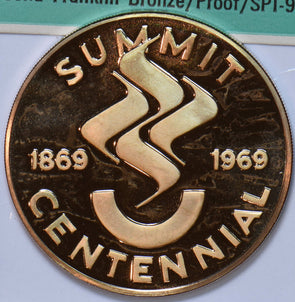 Franklin Bronze/Proof/SPI-9
SUMMIT
1869 1969
CENTENNIAL